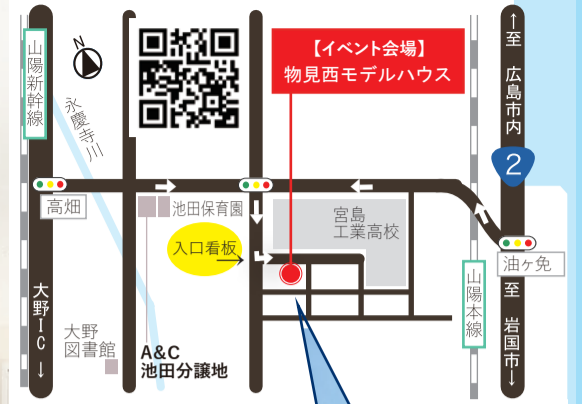 山陽新幹線
N
永慶寺川
【イベント会場】
物見西モデルハウス
↑至 広島市内
2
高畑
池田保育園
宮島
工業高校
入口看板
油ヶ免
大野IC↓
大野
図書館
A&C
池田分譲地
山陽本線
至 岩国市↓